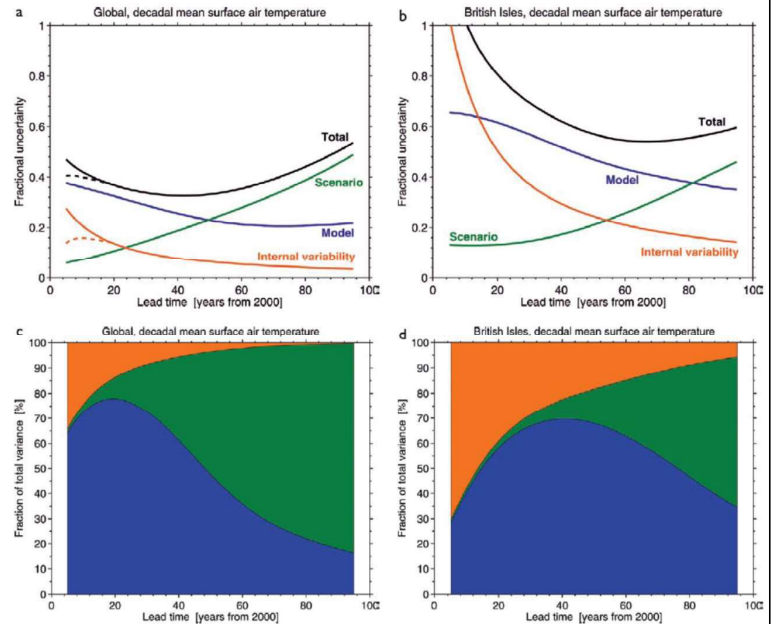 a
Global, decadal mean surface air temperature
1
0.8
0.6
0.4
0.2
0
Fractional uncertainty
Total
Scenario
Model
Internal variability
0 20 40 60 80 100
Lead time [years from 2000]
b
British Isles, decadal mean surface air temperature
1
0.8
0.6
0.4
0.2
0
Fractional uncertainty
Total
Model
Scenario
Internal variability
0 20 40 60 80 100
Lead time [years from 2000]
c
Global, decadal mean surface air temperature
100
90
80
70
60
50
40
30
20
10
0
Fraction of total variance [%]
0 20 40 60 80 100
Lead time [years from 2000]
d
British Isles, decadal mean surface air temperature
100
90
80
70
60
50
40
30
20
10
0
Fraction of total variance [%]
0 20 40 60 80 100
Lead time [years from 2000]